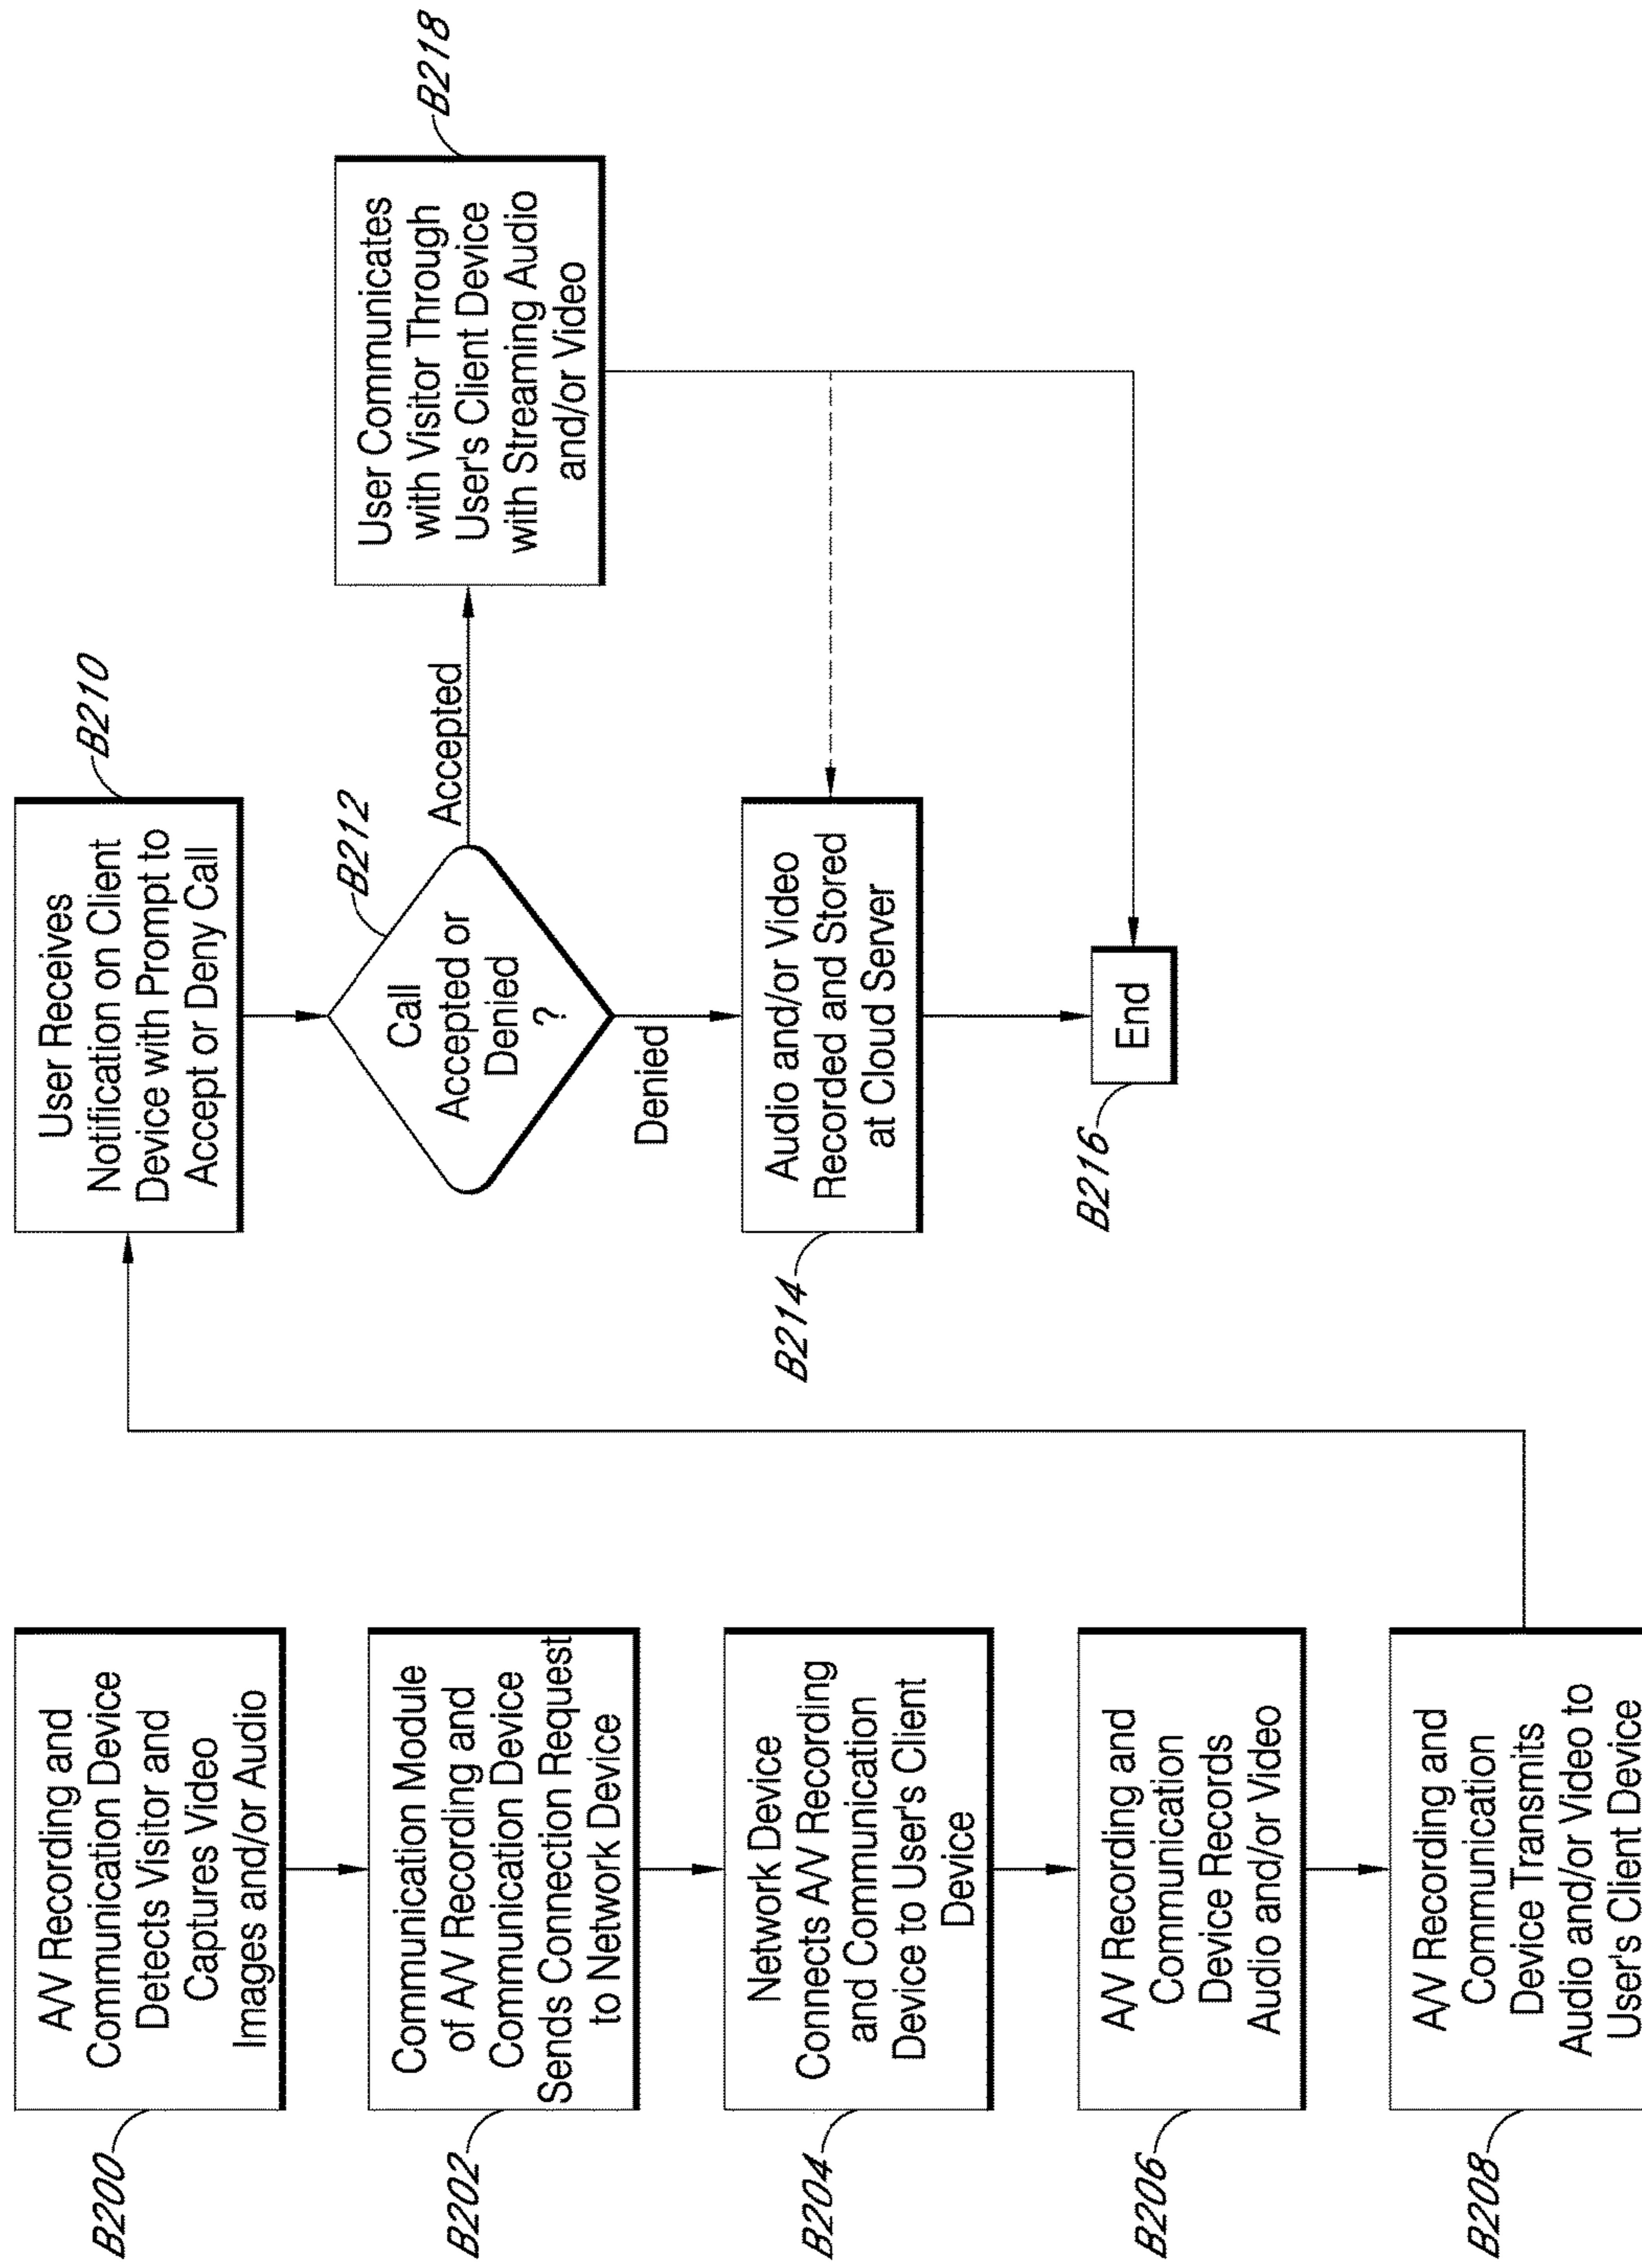 B200
A/V Recording and
Communication Device
Detects Visitor and
Captures Video
Images and/or Audio
B202
Communication Module
of A/V Recording and
Communication Device
Sends Connection Request
to Network Device
B204
Network Device
Connects A/V Recording
and Communication
Device to User's Client
Device
B206
A/V Recording and
Communication
Device Records
Audio and/or Video
B208
A/V Recording and
Communication
Device Transmits
Audio and/or Video to
User's Client Device
B210
User Receives
Notification on Client
Device with Prompt to
Accept or Deny Call
B212
Call
Accepted or
Denied
?
Accepted
Denied
B218
User Communicates
with Visitor Through
User's Client Device
with Streaming Audio
and/or Video
B214
Audio and/or Video
Recorded and Stored
at Cloud Server
B216
End